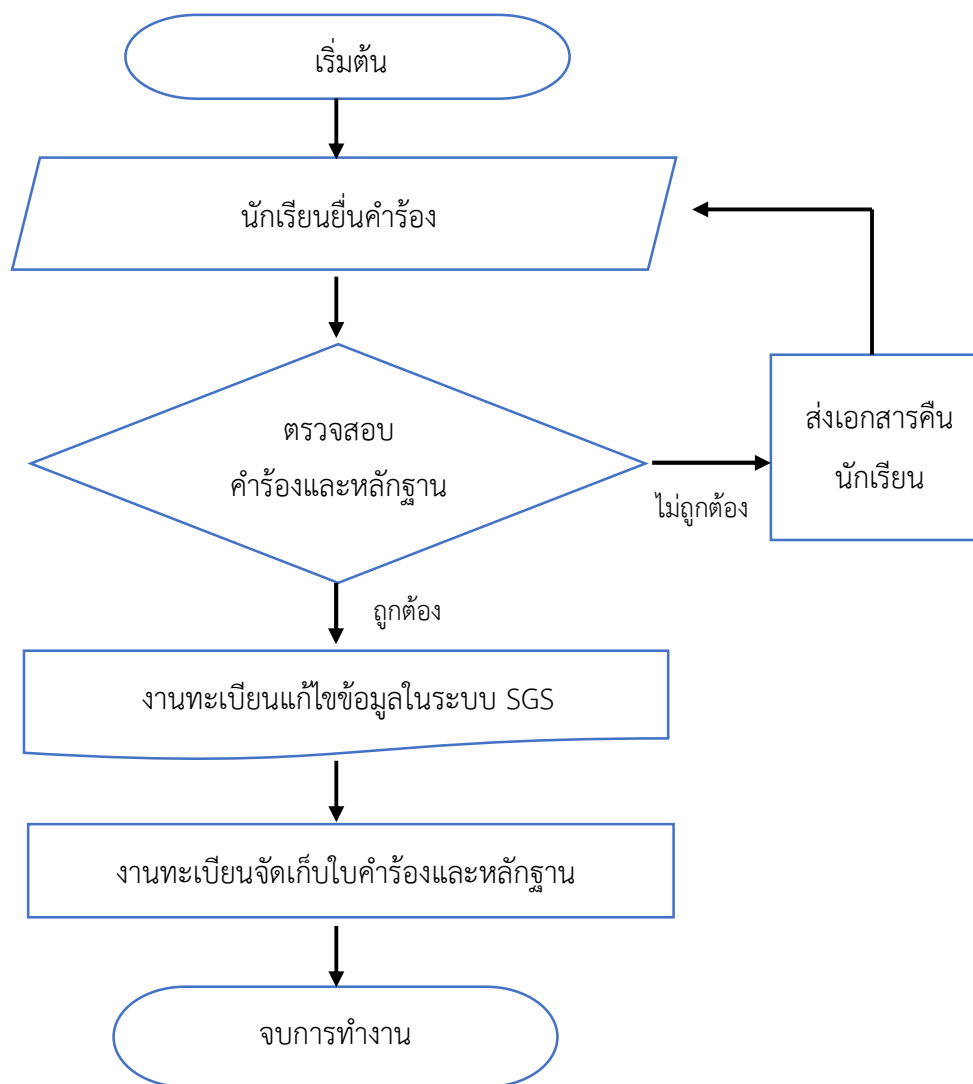 เริ่มต้น
นักเรียนยื่นคำร้อง
ตรวจสอบ
คำร้องและหลักฐาน
ไม่ถูกต้อง
ส่งเอกสารคืน
นักเรียน
ถูกต้อง
งานทะเบียนแก้ไขข้อมูลในระบบ SGS
งานทะเบียนจัดเก็บใบคำร้องและหลักฐาน
จบการทำงาน